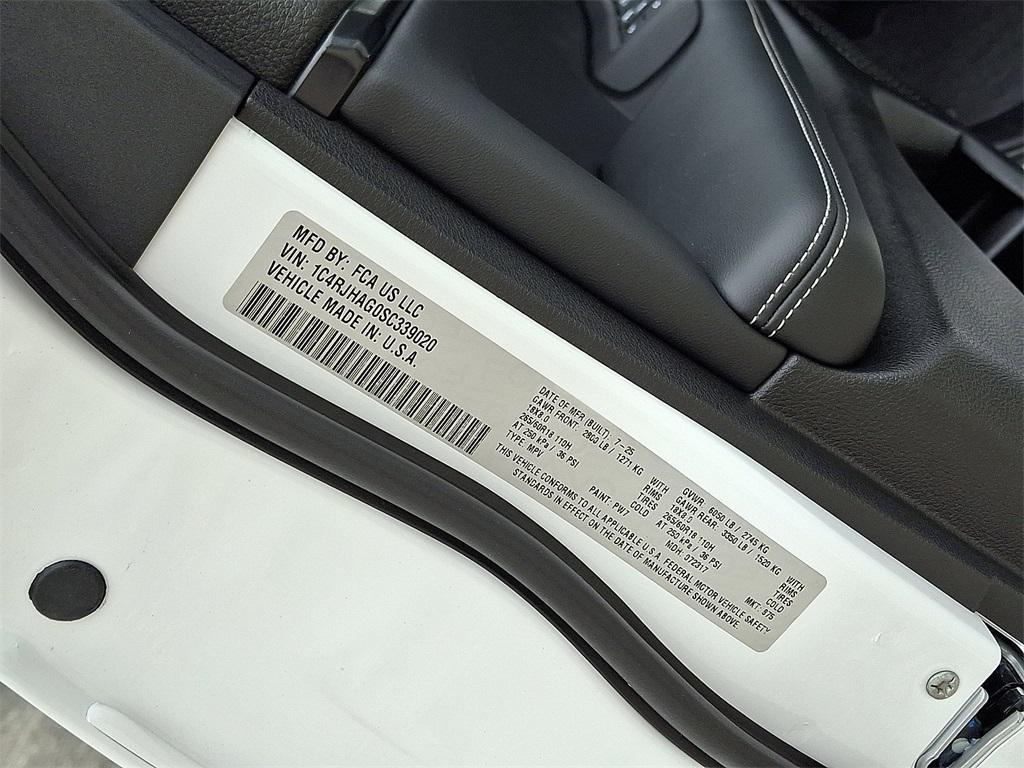 MFD BY: FCA US LLC
VIN: 1C4RJHAG0SC339020
VEHICLE MADE IN: U.S.A.
DATE OF MFR (BUILT): 7-25 GVWR 6050 LB / 2745 KG
GAWR FRONT: 2803 LB / 1271 KG WITH GAWR REAR: 3350 LB / 1520 KG WITH
18X8.0 RIMS 18X8.0 RIMS
265/60R18 110H TIRES 265/60R18 110H TIRES
AT 250 kPa / 36 PSI COLD AT 250 kPa / 36 PSI COLD
TYPE: MPV PAINT: PW7 MDH: 072317 MKT:
THIS VEHICLE CONFORMS TO ALL APPLICABLE U.S.A. FEDERAL MOTOR VEHICLE SAFETY
STANDARDS IN EFFECT ON THE DATE OF MANUFACTURE SHOWN ABOVE.